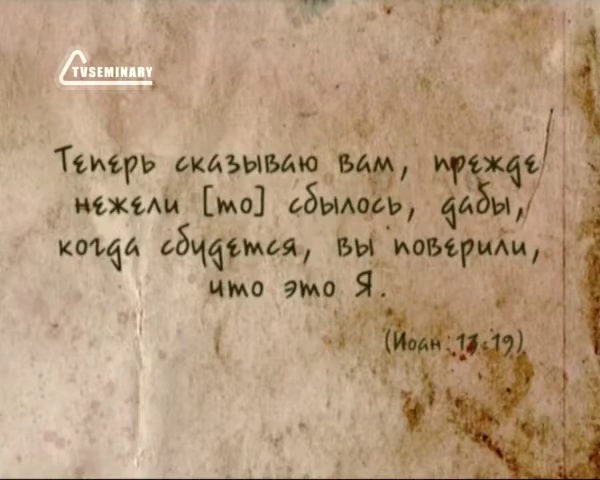 TVSEMINARY
Теперь сказываю вам, прежде
нежели [то] сбылось, дабы,
когда сбудется, вы поверили,
что это Я.
(Иоан. 13:19)